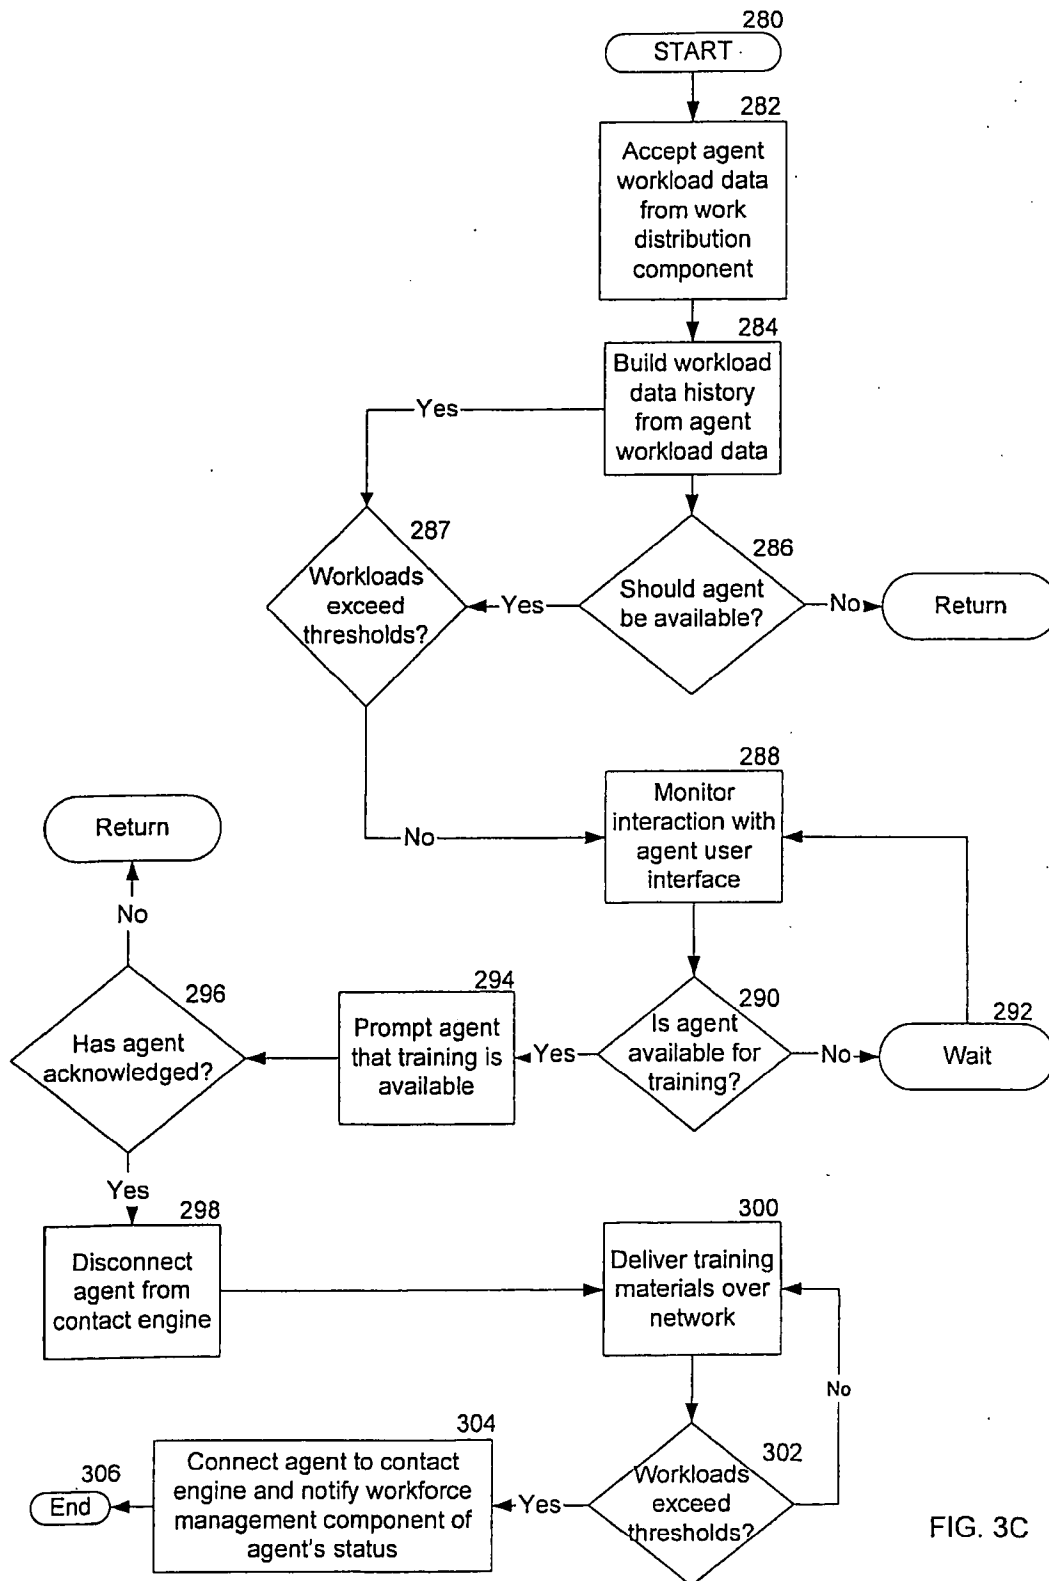 280
START
282
Accept agent
workload data
from work
distribution
component
284
Build workload
data history
from agent
workload data
Yes
287
Workloads
exceed
thresholds?
Yes
286
Should agent
be available?
No
Return
288
Monitor
interaction with
agent user
interface
No
Return
No
296
Has agent
acknowledged?
294
Prompt agent
that training is
available
Yes
290
Is agent
available for
training?
No
292
Wait
Yes
298
Disconnect
agent from
contact engine
300
Deliver training
materials over
network
No
302
Workloads
exceed
thresholds?
Yes
304
Connect agent to contact
engine and notify workforce
management component of
agent's status
306
End
FIG. 3C